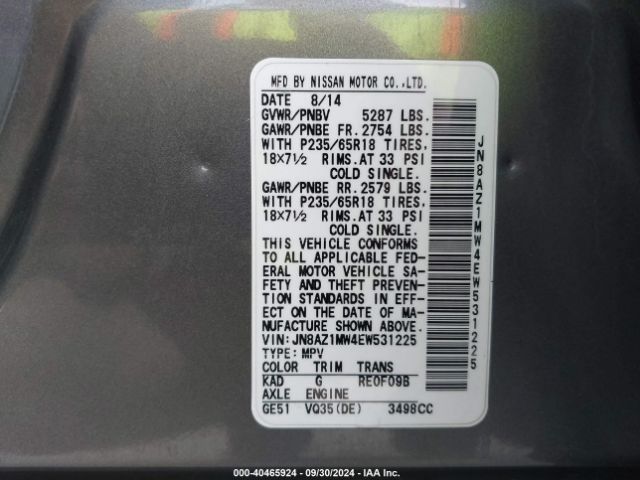 MFD BY NISSAN MOTOR CO.,LTD.
DATE 8/14
GVWR/PNBV 5287 LBS.
GAWR/PNBE FR. 2754 LBS.
WITH P235/65R18 TIRES,
18X7½ RIMS. AT 33 PSI
COLD SINGLE.
GAWR/PNBE RR. 2579 LBS.
WITH P235/65R18 TIRES,
18X7½ RIMS. AT 33 PSI
COLD SINGLE.
THIS VEHICLE CONFORMS
TO ALL APPLICABLE FED-
ERAL MOTOR VEHICLE SA-
FETY AND THEFT PREVEN-
TION STANDARDS IN EFF-
ECT ON THE DATE OF MA-
NUFACTURE SHOWN ABOVE.
VIN:JN8AZ1MW4EW531225
TYPE: MPV
COLOR TRIM TRANS
KAD G RE0F09B
AXLE ENGINE
GE51 VQ35(DE) 3498CC
JN8AZ1MW4EW531225
000-40465924 - 09/30/2024 - IAA Inc.